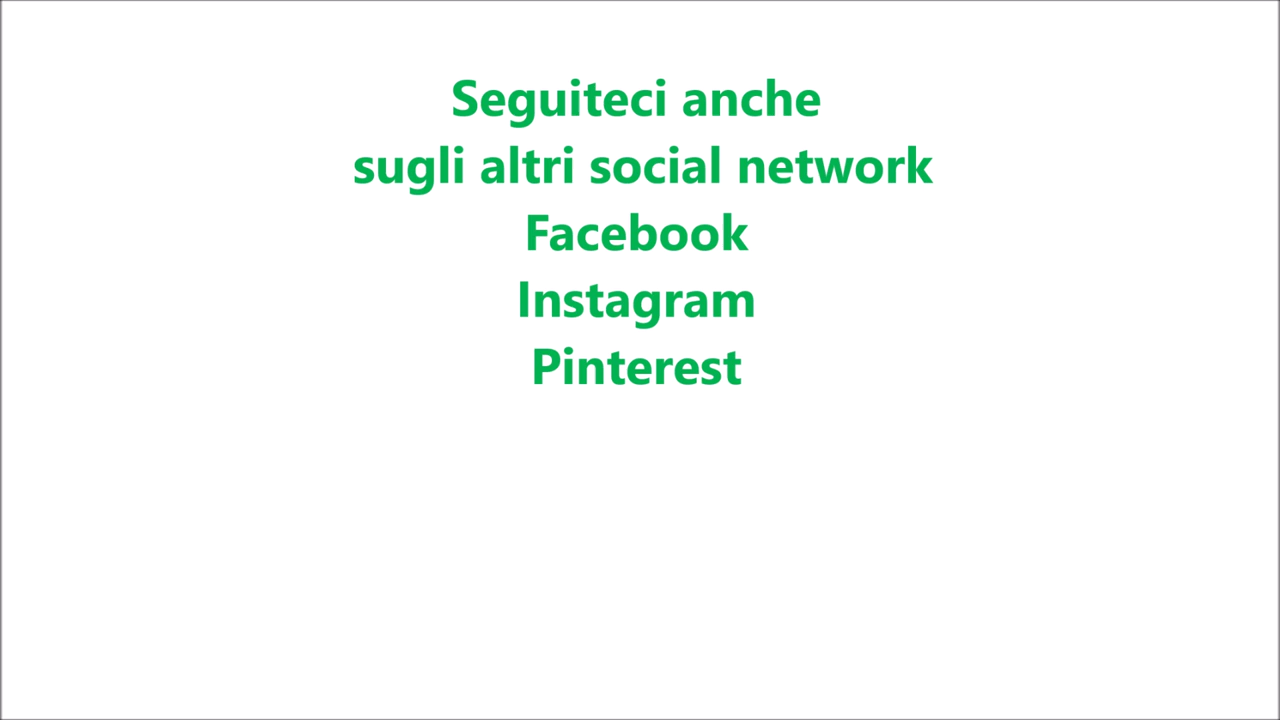 Seguiteci anche
sugli altri social network
Facebook
Instagram
Pinterest